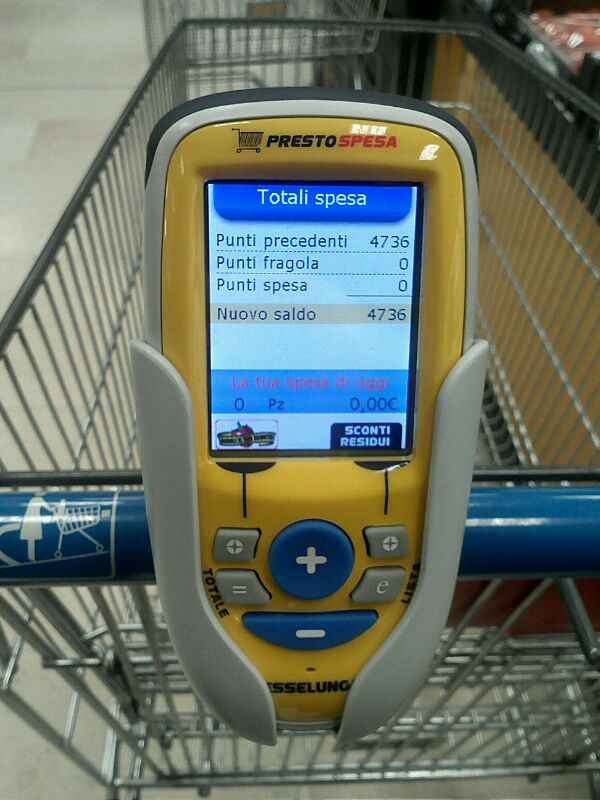 PRESTOSPESA
Totali spesa
Punti precedenti 4736
Punti fragola 0
Punti spesa 0
Nuovo saldo 4736
La tua spesa di oggi
0 Pz 0,00€
SCONTI
RESIDUI
+
= e
TOTALE LISTA
-
ESSELUNG